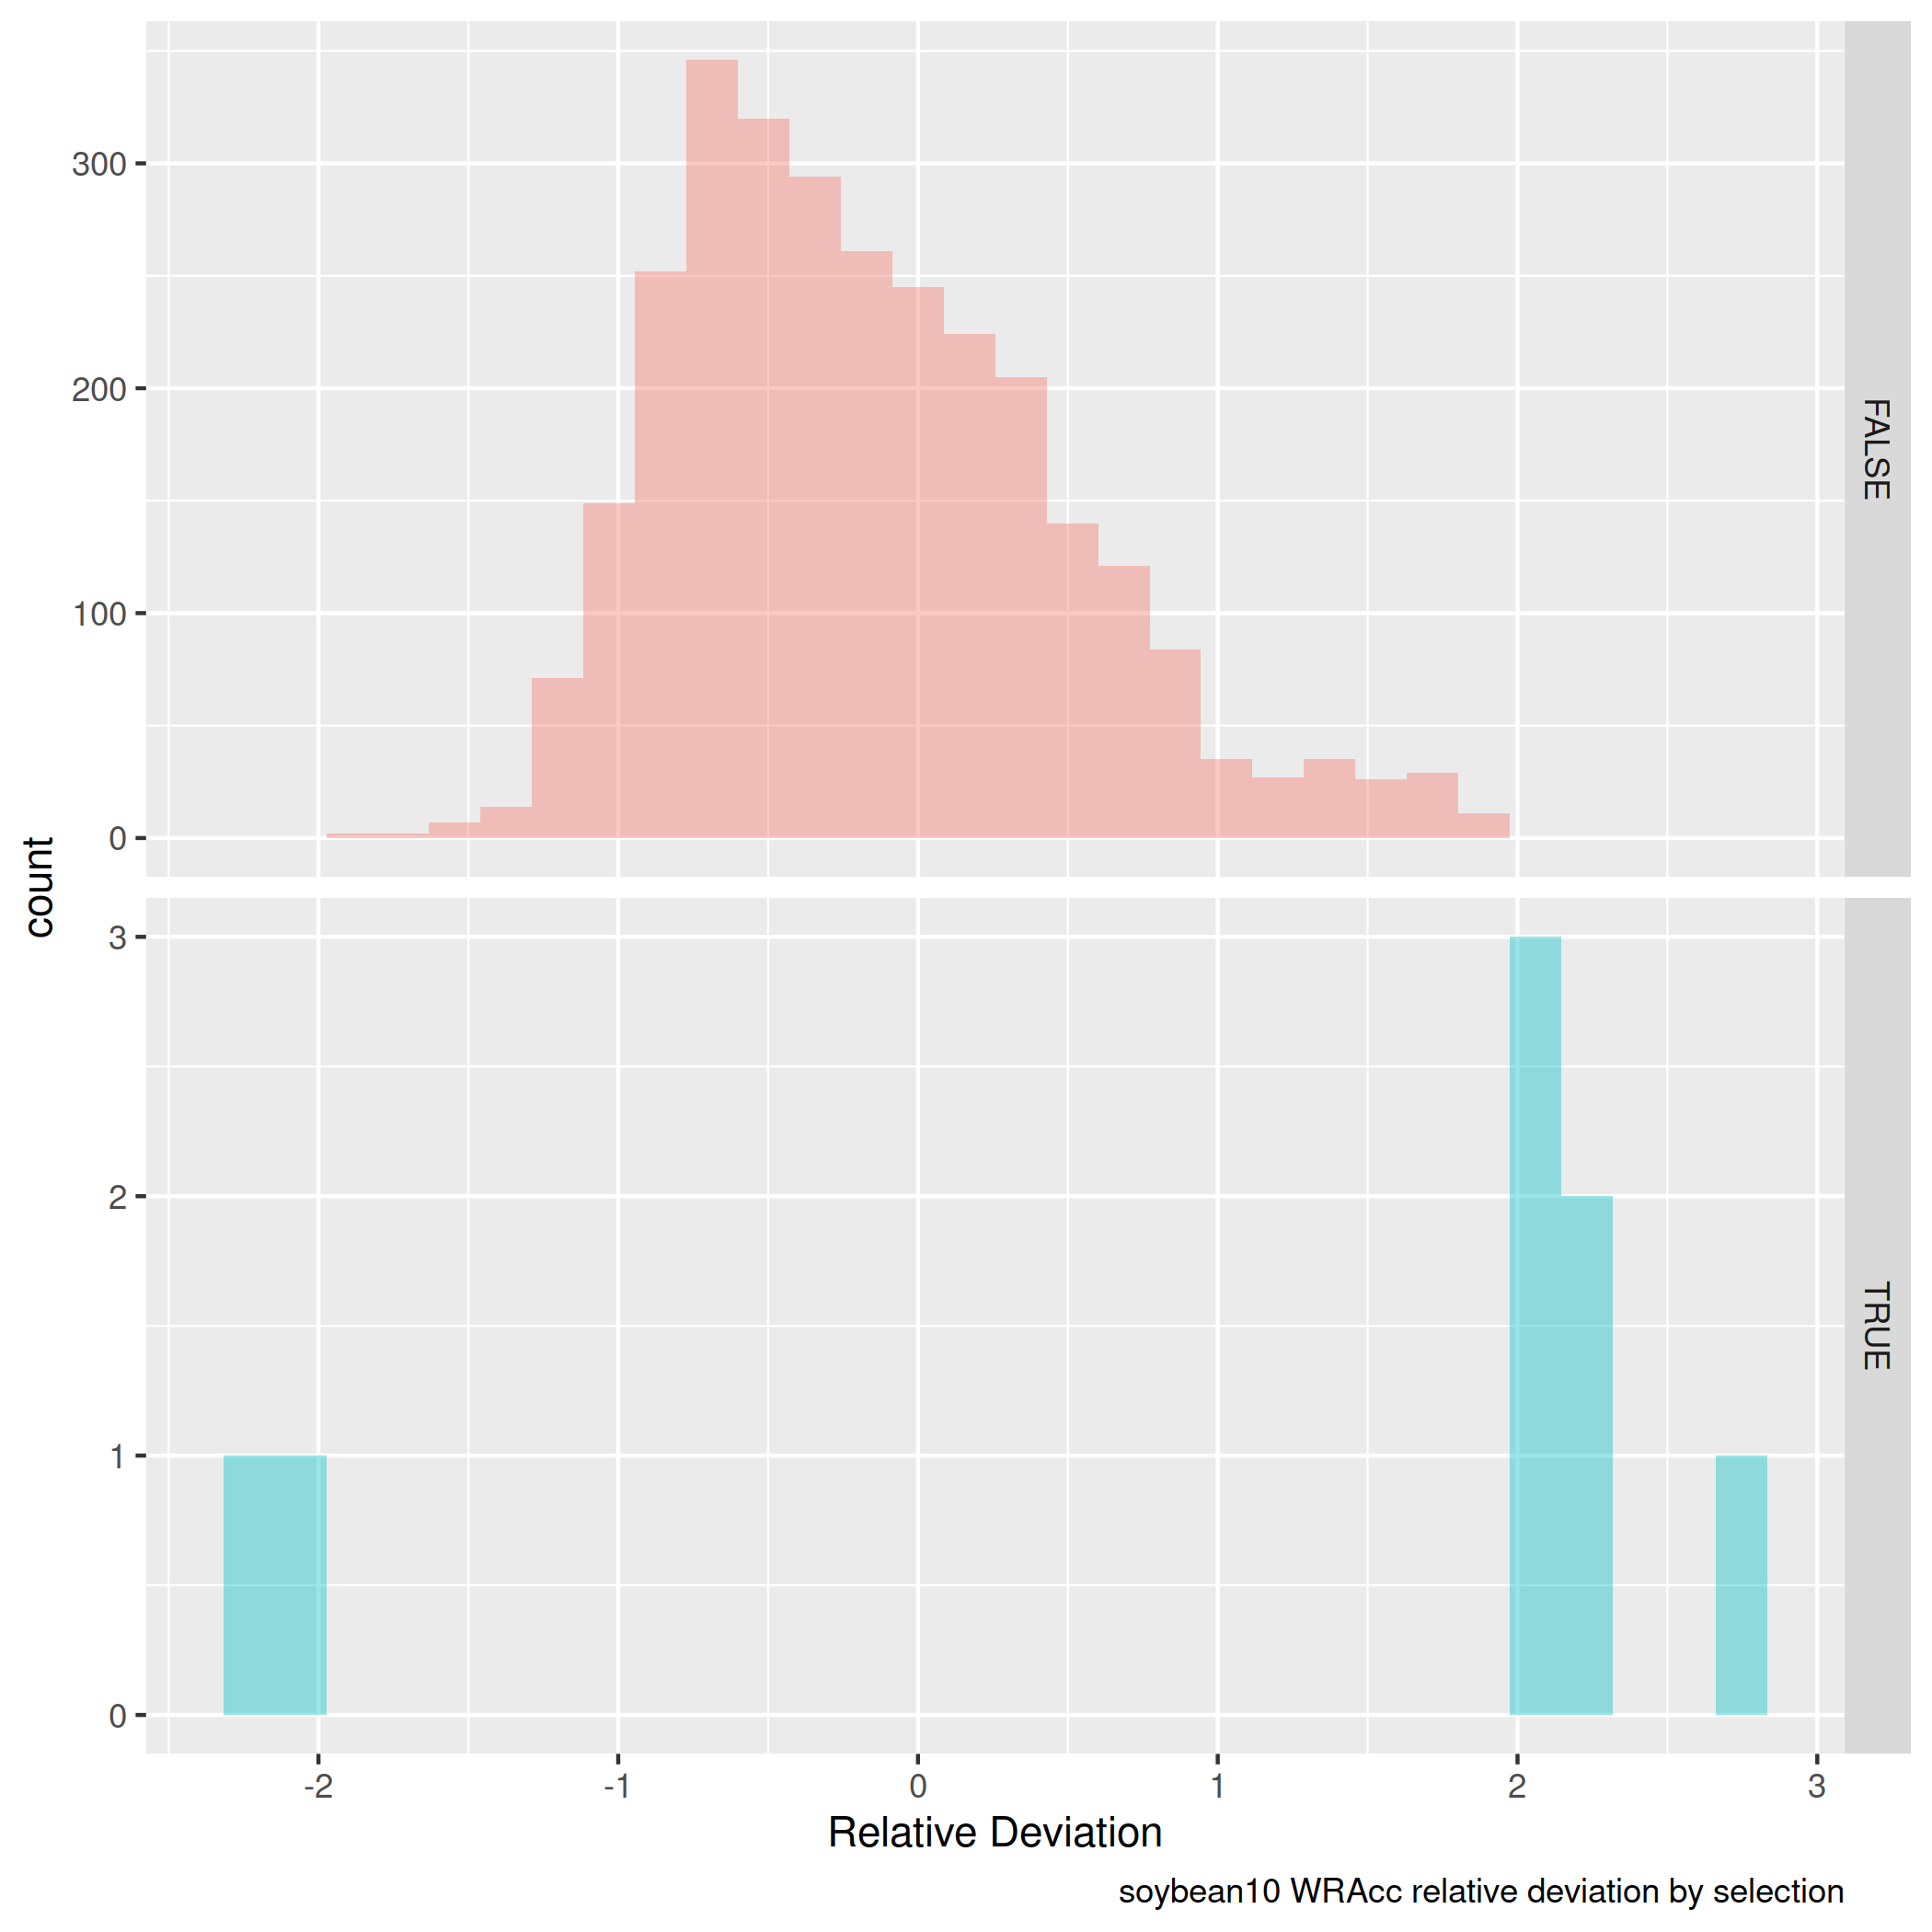 300
200
100
0
FALSE
count
3
2
1
0
TRUE
-2 -1 0 1 2 3
Relative Deviation
soybean10 WRAcc relative deviation by selection